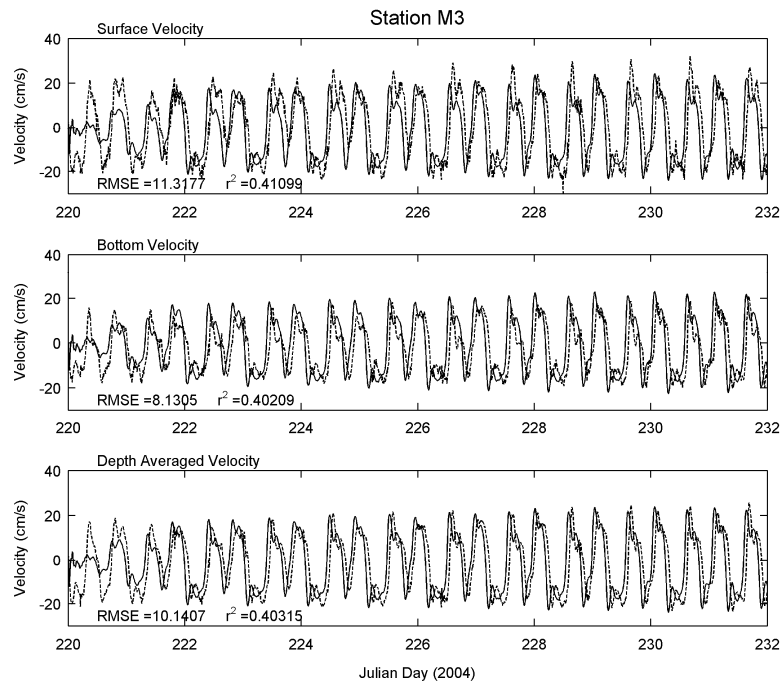 Station M3
Surface Velocity
40
20
0
-20
Velocity (cm/s)
RMSE =11.3177 r² =0.41099
220 222 224 226 228 230 232
Bottom Velocity
40
20
0
-20
Velocity (cm/s)
RMSE =8.1305 r² =0.40209
220 222 224 226 228 230 232
Depth Averaged Velocity
40
20
0
-20
Velocity (cm/s)
RMSE =10.1407 r² =0.40315
220 222 224 226 228 230 232
Julian Day (2004)